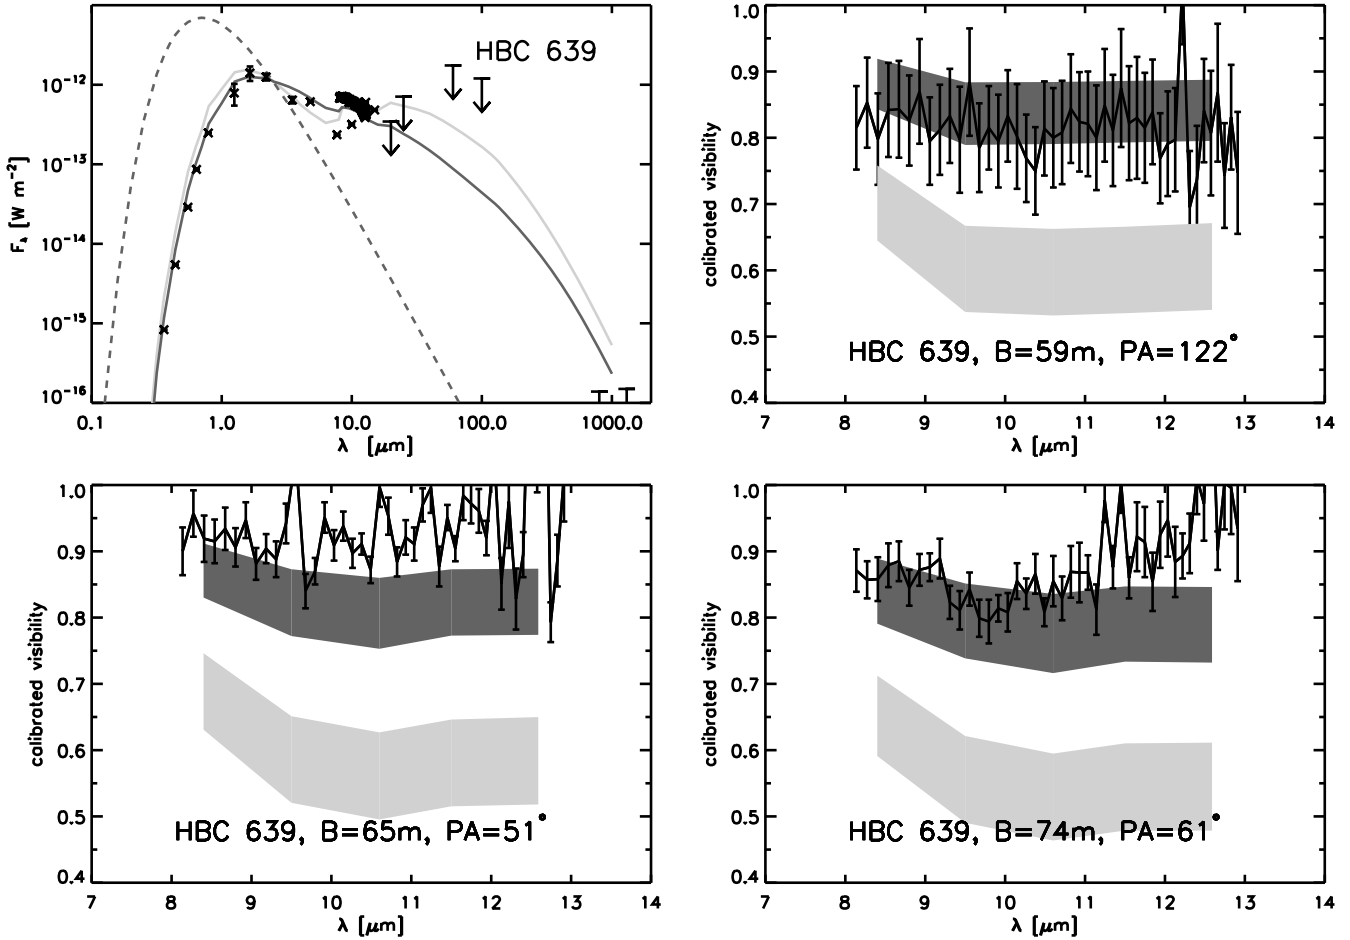 HBC 639
10⁻¹²
10⁻¹³
10⁻¹⁴
10⁻¹⁵
10⁻¹⁶
F_λ [W m⁻²]
0.1 1.0 10.0 100.0 1000.0
λ [μm]
1.0
0.9
0.8
0.7
0.6
0.5
0.4
calibrated visibility
HBC 639, B=59m, PA=122°
7 8 9 10 11 12 13 14
λ [μm]
1.0
0.9
0.8
0.7
0.6
0.5
0.4
calibrated visibility
HBC 639, B=65m, PA=51°
7 8 9 10 11 12 13 14
λ [μm]
1.0
0.9
0.8
0.7
0.6
0.5
0.4
calibrated visibility
HBC 639, B=74m, PA=61°
7 8 9 10 11 12 13 14
λ [μm]